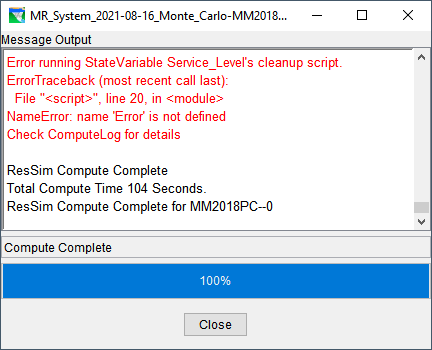 MR_System_2021-08-16_Monte_Carlo-MM2018...
Message Output
Error running StateVariable Service_Level's cleanup script.
ErrorTraceback (most recent call last):
File "<script>", line 20, in <module>
NameError: name 'Error' is not defined
Check ComputeLog for details
ResSim Compute Complete
Total Compute Time 104 Seconds.
ResSim Compute Complete for MM2018PC--0
Compute Complete
100%
Close